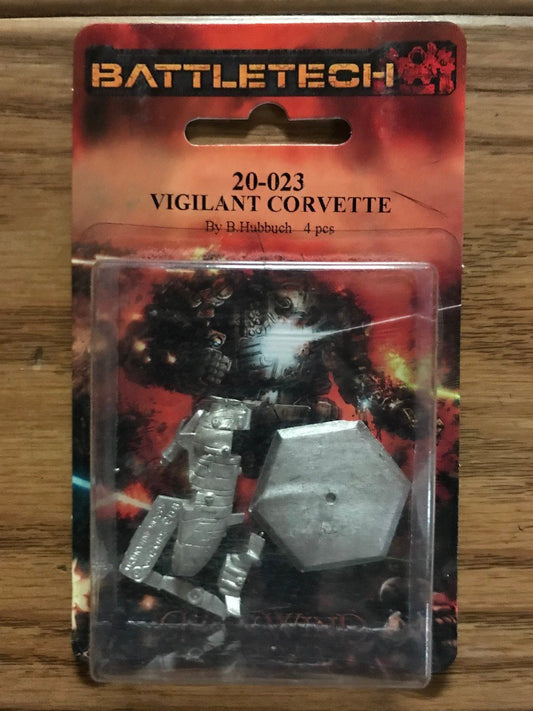 BATTLETECH
20-023
VIGILANT CORVETTE
By B.Hubbuch 4 pcs